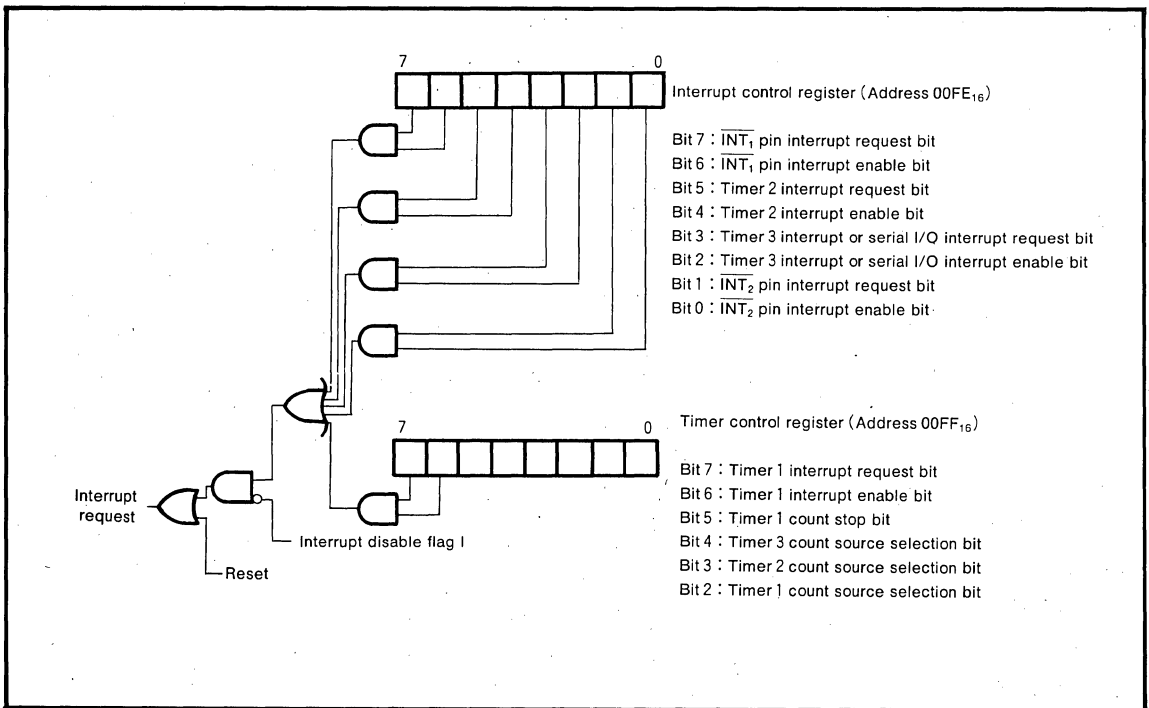 7 0
Interrupt control register (Address 00FE₁₆)
Bit 7 : I̅N̅T̅₁ pin interrupt request bit
Bit 6 : I̅N̅T̅₁ pin interrupt enable bit
Bit 5 : Timer 2 interrupt request bit
Bit 4 : Timer 2 interrupt enable bit
Bit 3 : Timer 3 interrupt or serial I/O interrupt request bit
Bit 2 : Timer 3 interrupt or serial I/O interrupt enable bit
Bit 1 : I̅N̅T̅₂ pin interrupt request bit
Bit 0 : I̅N̅T̅₂ pin interrupt enable bit
7 0
Timer control register (Address 00FF₁₆)
Bit 7 : Timer 1 interrupt request bit
Bit 6 : Timer 1 interrupt enable bit
Bit 5 : Timer 1 count stop bit
Bit 4 : Timer 3 count source selection bit
Bit 3 : Timer 2 count source selection bit
Bit 2 : Timer 1 count source selection bit
Interrupt
request
Interrupt disable flag I
Reset